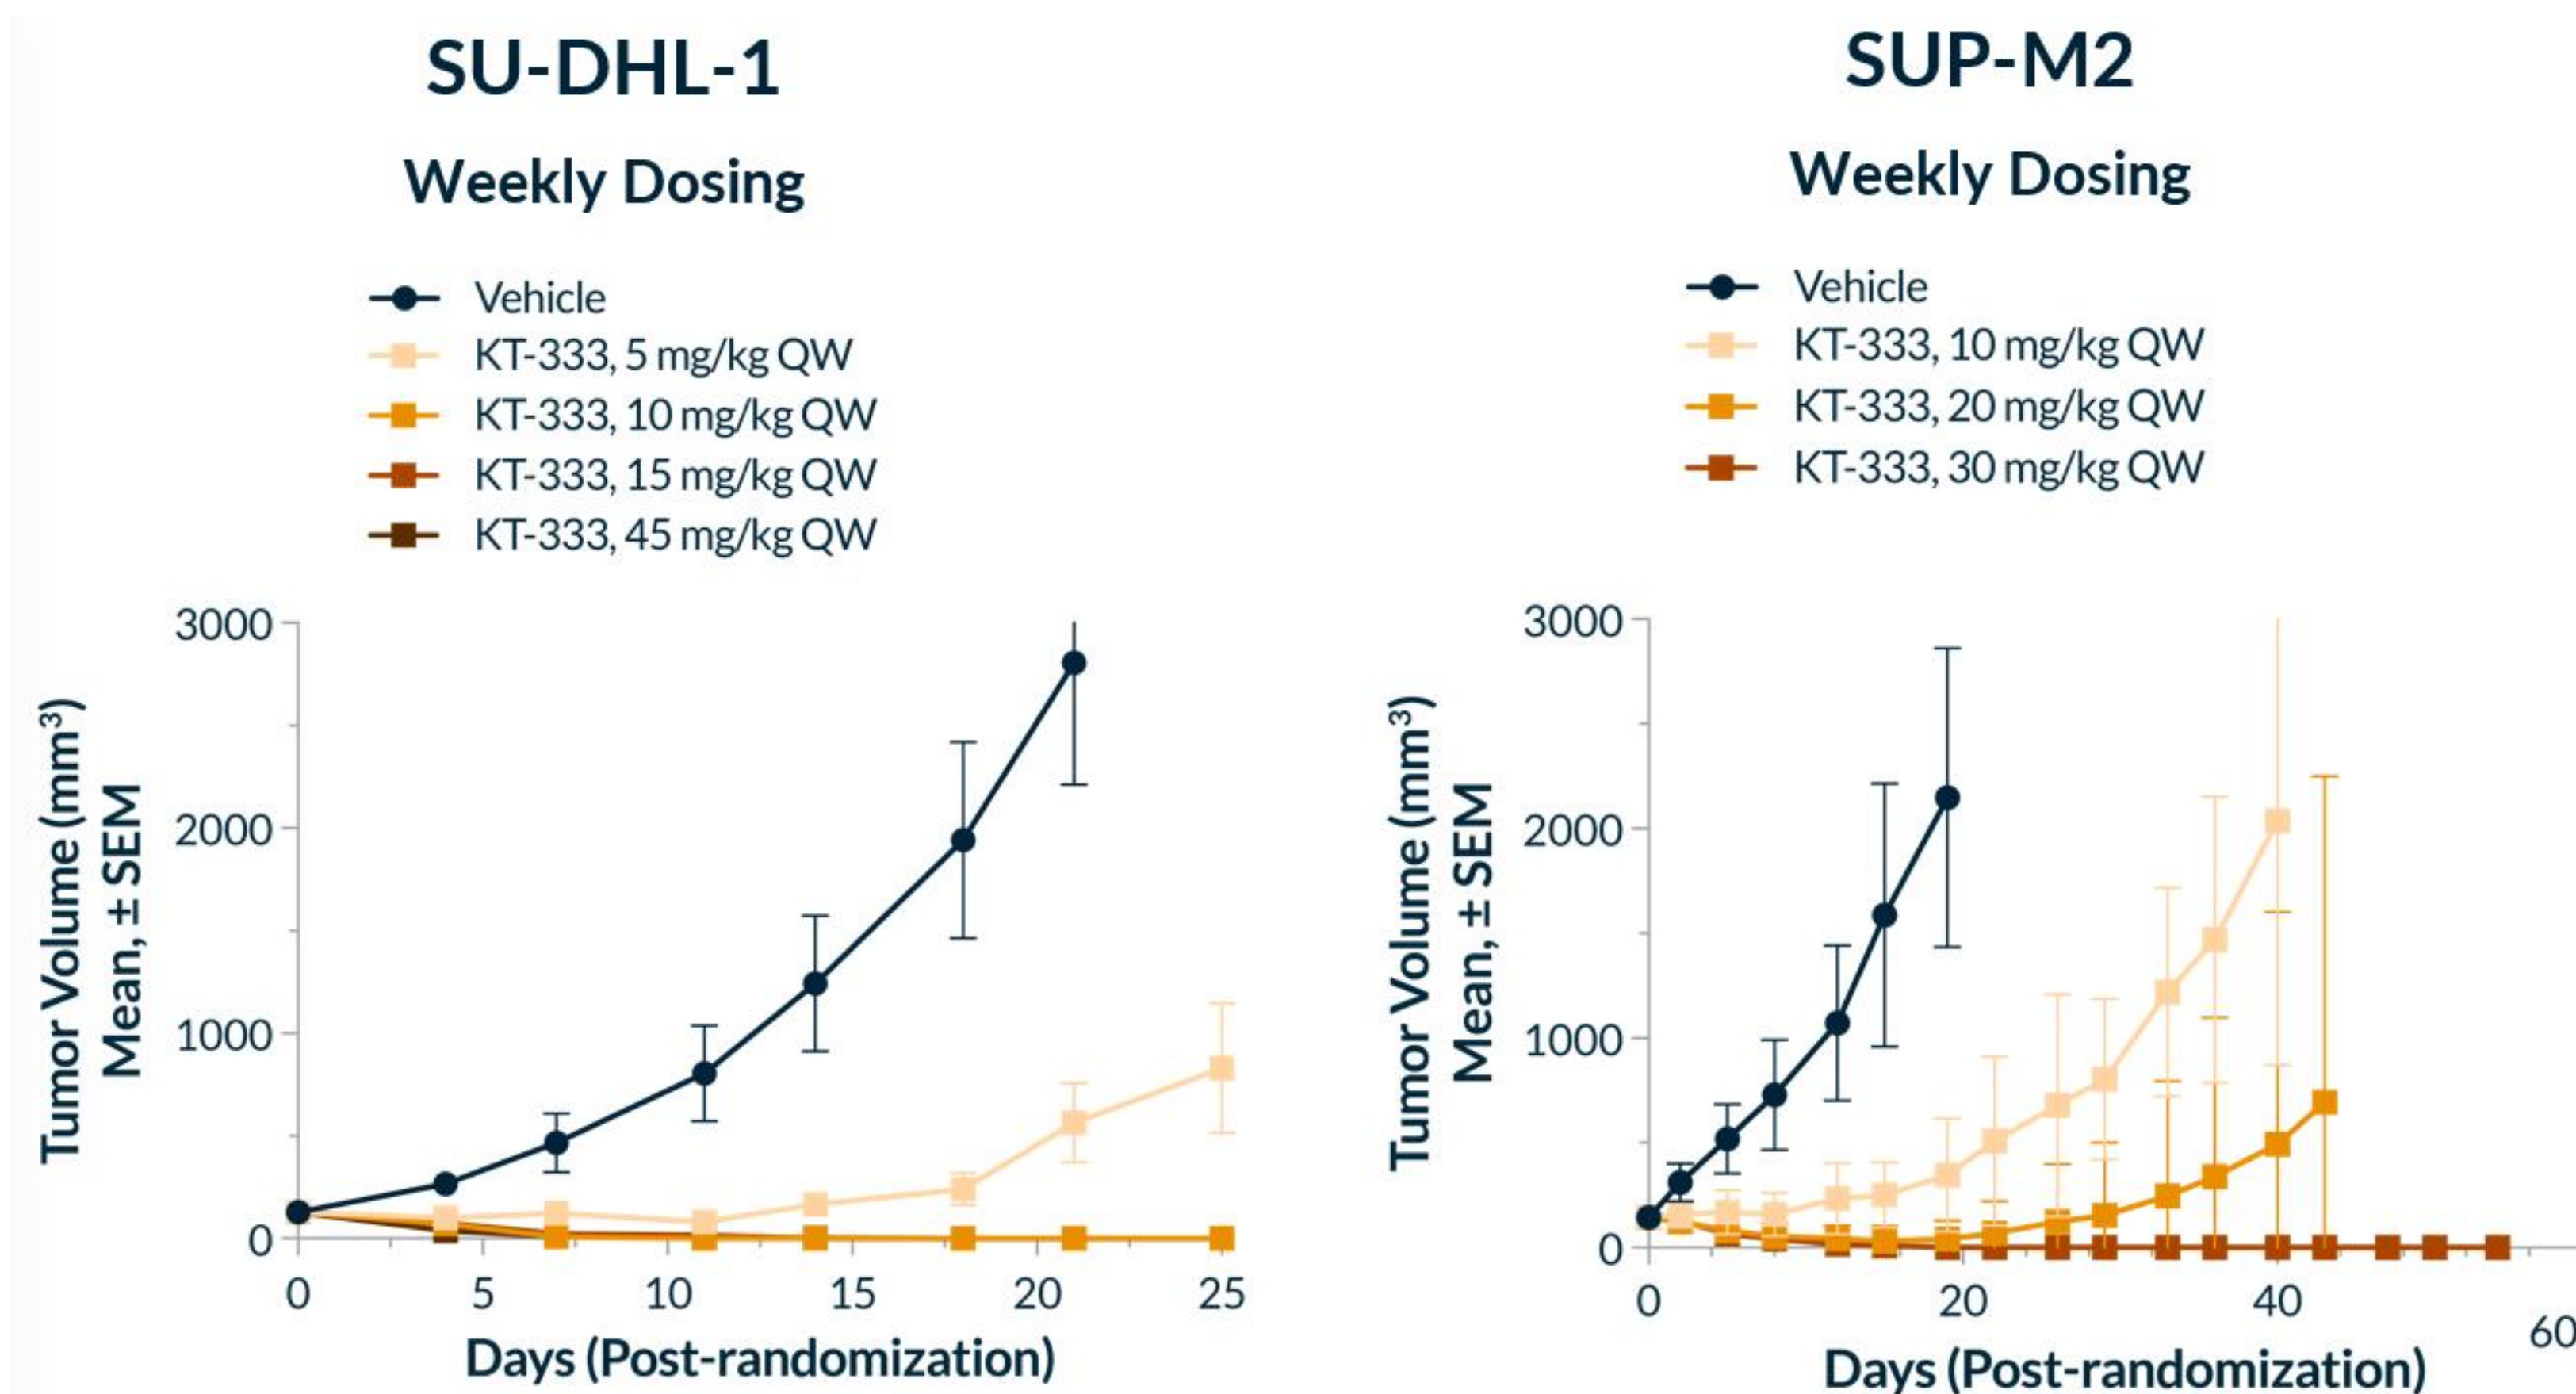 SU-DHL-1
Weekly Dosing
Vehicle
KT-333, 5 mg/kg QW
KT-333, 10 mg/kg QW
KT-333, 15 mg/kg QW
KT-333, 45 mg/kg QW
Tumor Volume (mm³)
Mean, ± SEM
3000
2000
1000
0
0 5 10 15 20 25
Days (Post-randomization)
SUP-M2
Weekly Dosing
Vehicle
KT-333, 10 mg/kg QW
KT-333, 20 mg/kg QW
KT-333, 30 mg/kg QW
Tumor Volume (mm³)
Mean, ± SEM
3000
2000
1000
0
0 20 40 60
Days (Post-randomization)